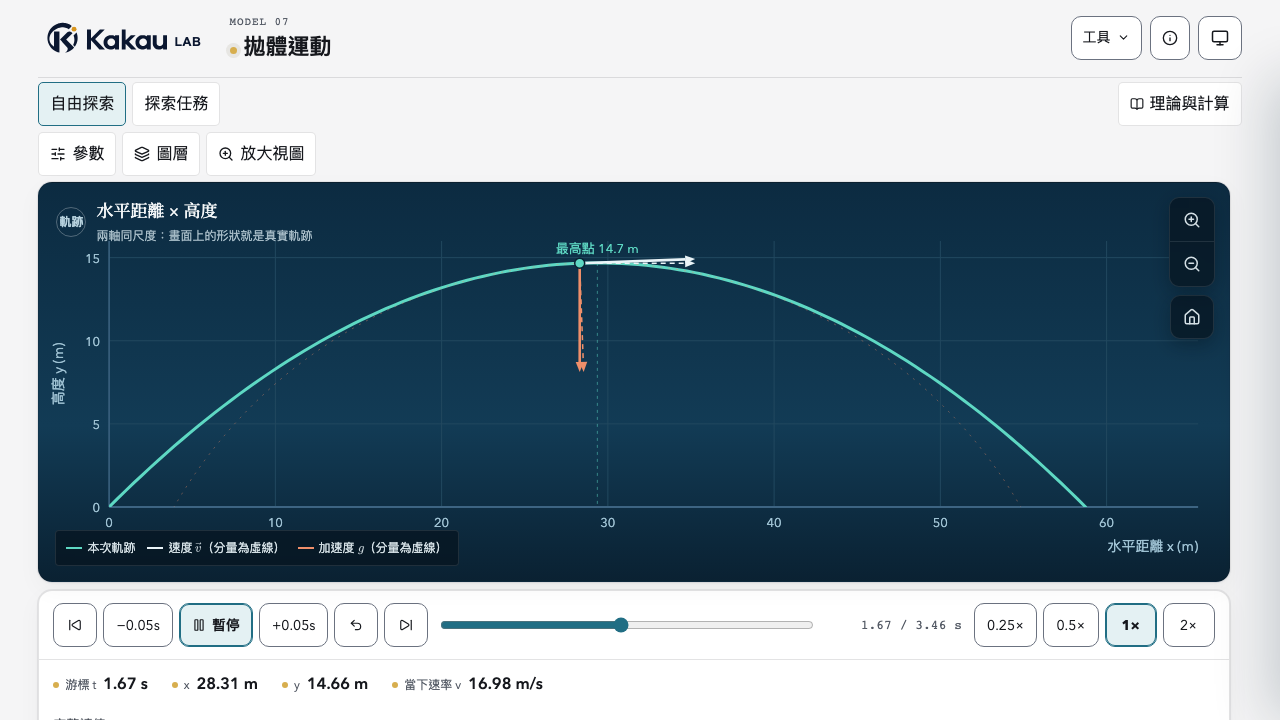 Kakau LAB
MODEL 07
拋體運動
工具
自由探索
探索任務
理論與計算
參數
圖層
放大視圖
軌跡
水平距離 × 高度
兩軸同尺度：畫面上的形狀就是真實軌跡
最高點 14.7 m
15
10
5
0
高度 y (m)
0
10
20
30
40
50
60
水平距離 x (m)
本次軌跡
速度 v⃗（分量為虛線）
加速度 g（分量為虛線）
−0.05s
暫停
+0.05s
1.67 / 3.46 s
0.25×
0.5×
1×
2×
游標 t 1.67 s
x 28.31 m
y 14.66 m
當下速率 v 16.98 m/s